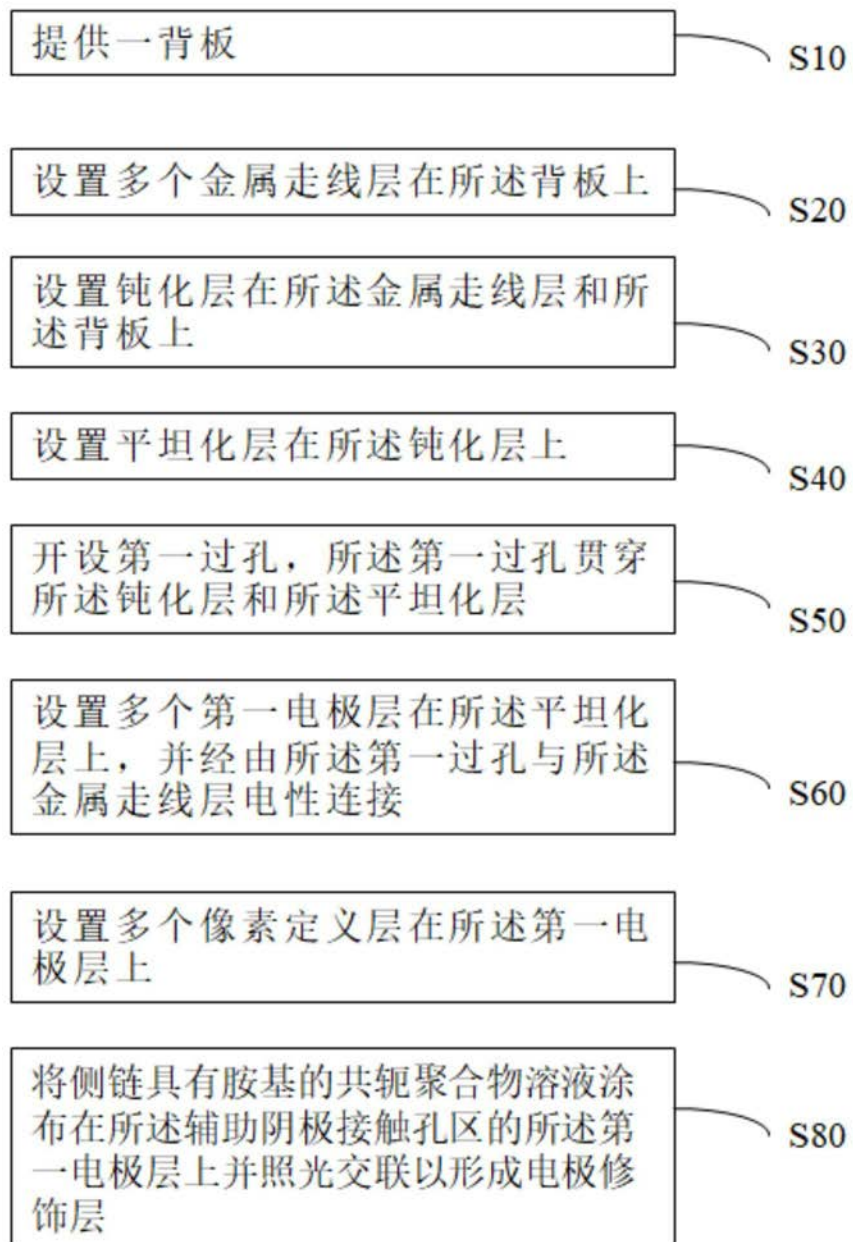 提供一背板
S10
设置多个金属走线层在所述背板上
S20
设置钝化层在所述金属走线层和所
述背板上
S30
设置平坦化层在所述钝化层上
S40
开设第一过孔，所述第一过孔贯穿
所述钝化层和所述平坦化层
S50
设置多个第一电极层在所述平坦化
层上，并经由所述第一过孔与所述
金属走线层电性连接
S60
设置多个像素定义层在所述第一电
极层上
S70
将侧链具有胺基的共轭聚合物溶液涂
布在所述辅助阴极接触孔区的所述第
一电极层上并照光交联以形成电极修
饰层
S80